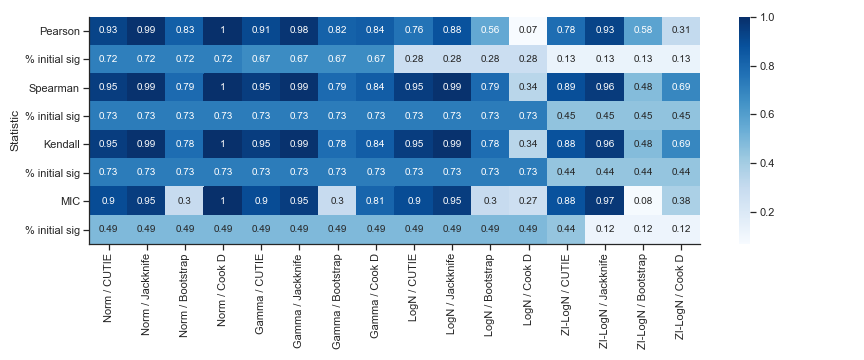 Pearson 0.93 0.99 0.83 1 0.91 0.98 0.82 0.84 0.76 0.88 0.56 0.07 0.78 0.93 0.58 0.31
% initial sig 0.72 0.72 0.72 0.72 0.67 0.67 0.67 0.67 0.28 0.28 0.28 0.28 0.13 0.13 0.13 0.13
Spearman 0.95 0.99 0.79 1 0.95 0.99 0.79 0.84 0.95 0.99 0.79 0.34 0.89 0.96 0.48 0.69
% initial sig 0.73 0.73 0.73 0.73 0.73 0.73 0.73 0.73 0.73 0.73 0.73 0.73 0.45 0.45 0.45 0.45
Kendall 0.95 0.99 0.78 1 0.95 0.99 0.78 0.84 0.95 0.99 0.78 0.34 0.88 0.96 0.48 0.69
% initial sig 0.73 0.73 0.73 0.73 0.73 0.73 0.73 0.73 0.73 0.73 0.73 0.73 0.44 0.44 0.44 0.44
MIC 0.9 0.95 0.3 1 0.9 0.95 0.3 0.81 0.9 0.95 0.3 0.27 0.88 0.97 0.08 0.38
% initial sig 0.49 0.49 0.49 0.49 0.49 0.49 0.49 0.49 0.49 0.49 0.49 0.49 0.44 0.12 0.12 0.12
Statistic
Norm / CUTIE
Norm / Jackknife
Norm / Bootstrap
Norm / Cook D
Gamma / CUTIE
Gamma / Jackknife
Gamma / Bootstrap
Gamma / Cook D
LogN / CUTIE
LogN / Jackknife
LogN / Bootstrap
LogN / Cook D
ZI-LogN / CUTIE
ZI-LogN / Jackknife
ZI-LogN / Bootstrap
ZI-LogN / Cook D
1.0
0.8
0.6
0.4
0.2